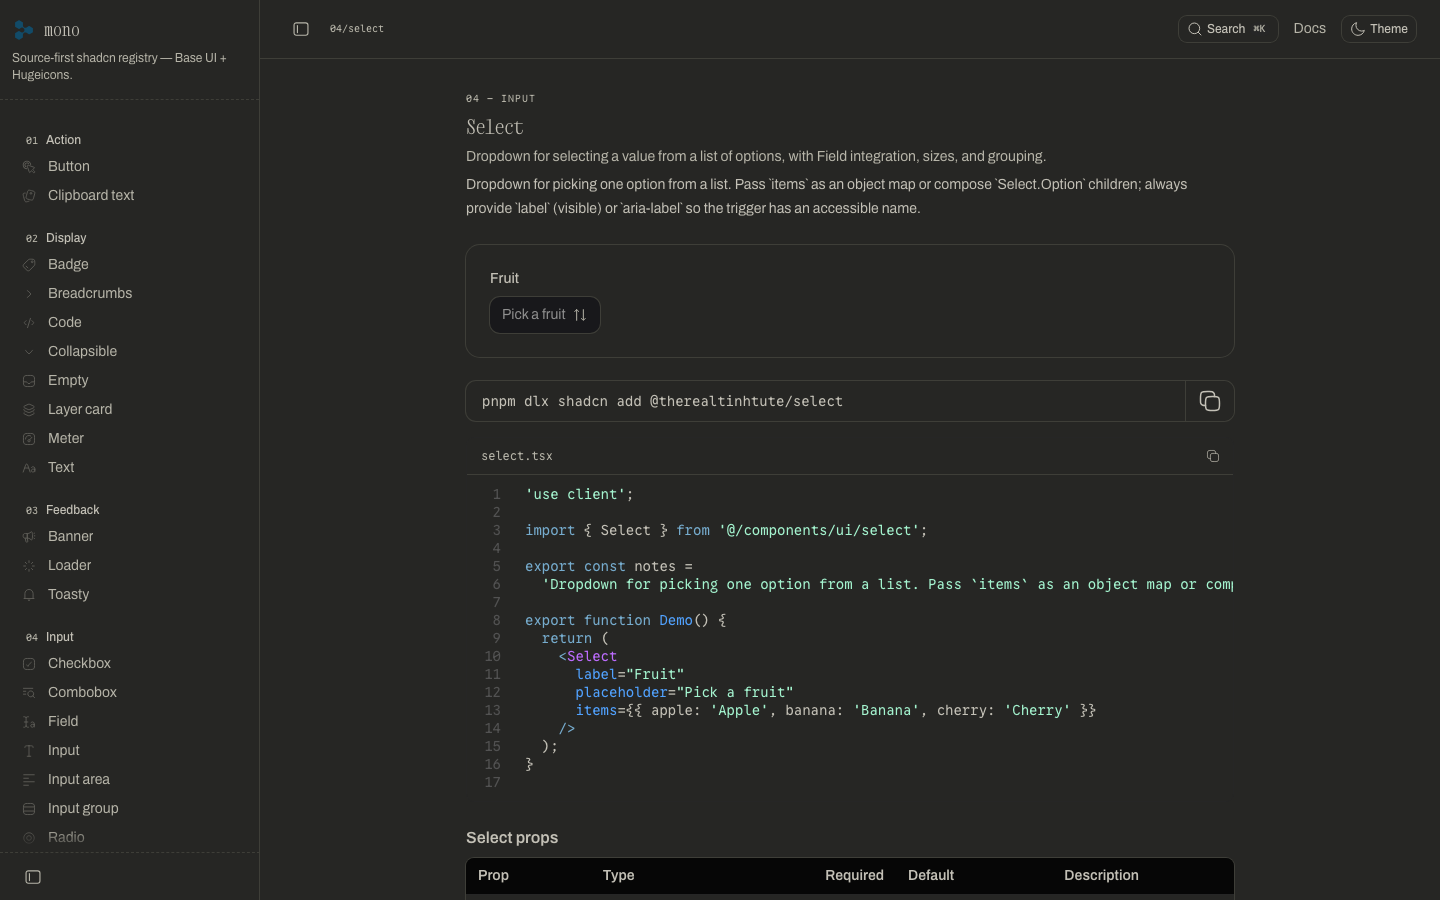 mono
Source-first shadcn registry — Base UI +
Hugeicons.
01 Action
Button
Clipboard text
02 Display
Badge
Breadcrumbs
Code
Collapsible
Empty
Layer card
Meter
Text
03 Feedback
Banner
Loader
Toasty
04 Input
Checkbox
Combobox
Field
Input
Input area
Input group
Radio
04/select
Search ⌘K
Docs
Theme
04 — INPUT
Select
Dropdown for selecting a value from a list of options, with Field integration, sizes, and grouping.
Dropdown for picking one option from a list. Pass `items` as an object map or compose `Select.Option` children; always
provide `label` (visible) or `aria-label` so the trigger has an accessible name.
Fruit
Pick a fruit
pnpm dlx shadcn add @therealtinhtute/select
select.tsx
1 'use client';
2
3 import { Select } from '@/components/ui/select';
4
5 export const notes =
6 'Dropdown for picking one option from a list. Pass `items` as an object map or comp
7
8 export function Demo() {
9 return (
10 <Select
11 label="Fruit"
12 placeholder="Pick a fruit"
13 items={{ apple: 'Apple', banana: 'Banana', cherry: 'Cherry' }}
14 />
15 );
16 }
17
Select props
Prop Type Required Default Description